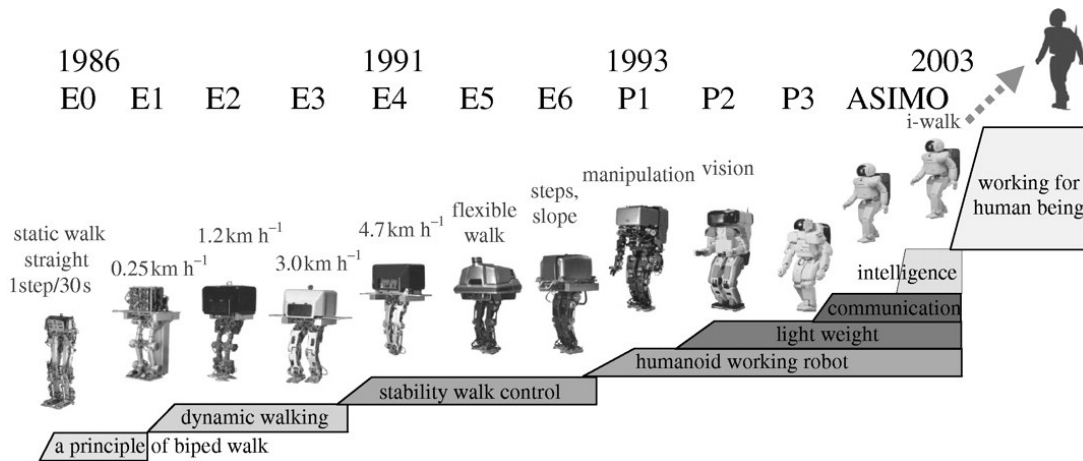 1986 1991 1993 2003
E0 E1 E2 E3 E4 E5 E6 P1 P2 P3 ASIMO
i-walk
static walk
straight
1step/30s
0.25 km h⁻¹
1.2 km h⁻¹
3.0 km h⁻¹
4.7 km h⁻¹
flexible
walk
steps,
slope
manipulation
vision
working for
human being
intelligence
communication
light weight
humanoid working robot
stability walk control
dynamic walking
a principle of biped walk